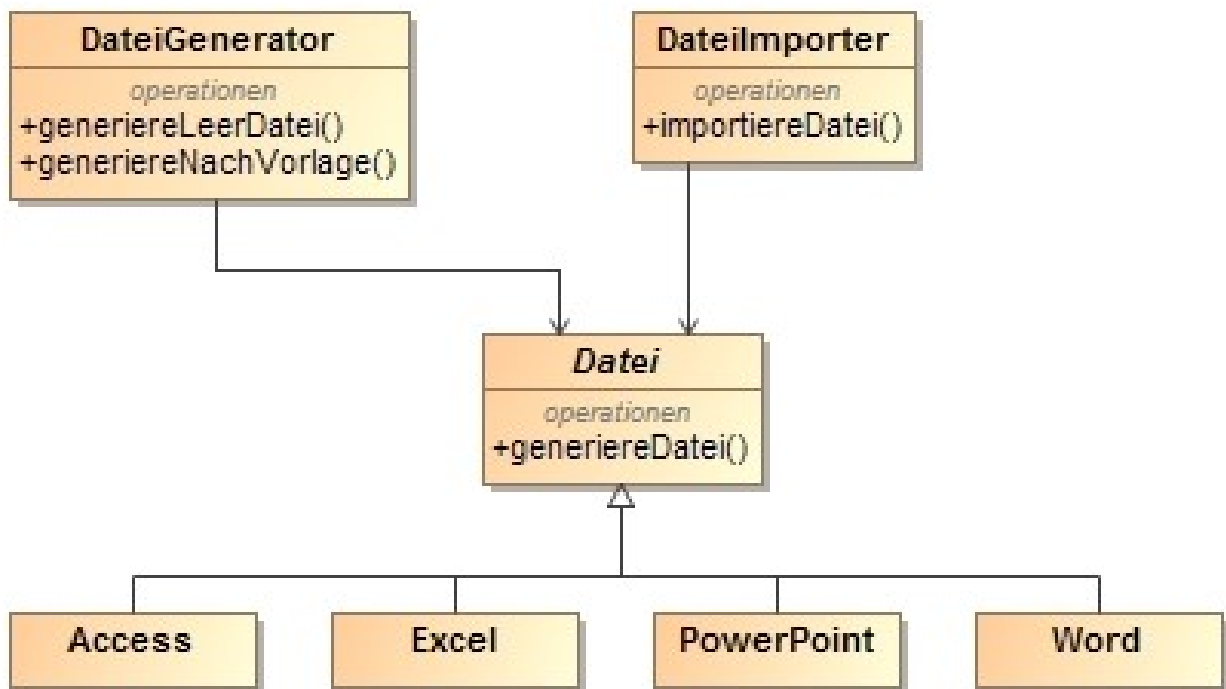 DateiGenerator
operationen
+generiereLeerDatei()
+generiereNachVorlage()
DateiImporter
operationen
+importiereDatei()
Datei
operationen
+generiereDatei()
Access
Excel
PowerPoint
Word